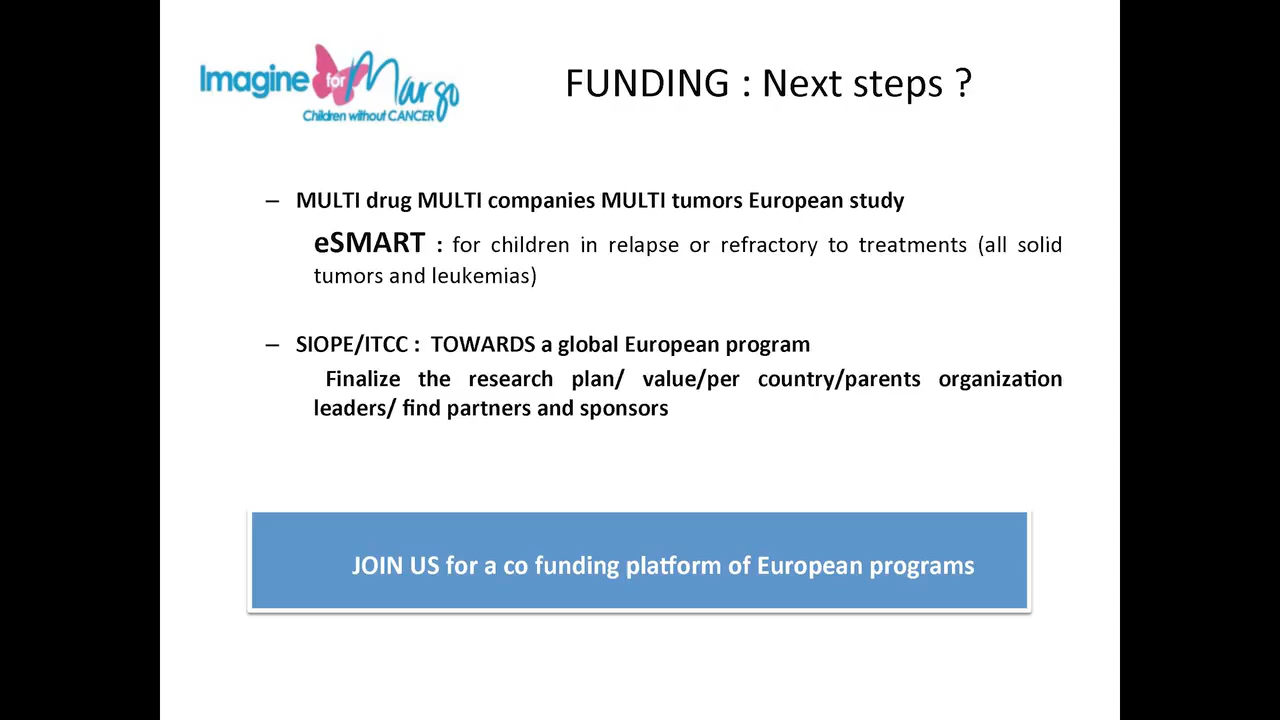 Imagine for Margo
Children without CANCER
FUNDING : Next steps ?
– MULTI drug MULTI companies MULTI tumors European study
eSMART : for children in relapse or refractory to treatments (all solid
tumors and leukemias)
– SIOPE/ITCC : TOWARDS a global European program
Finalize the research plan/ value/per country/parents organization
leaders/ find partners and sponsors
JOIN US for a co funding platform of European programs